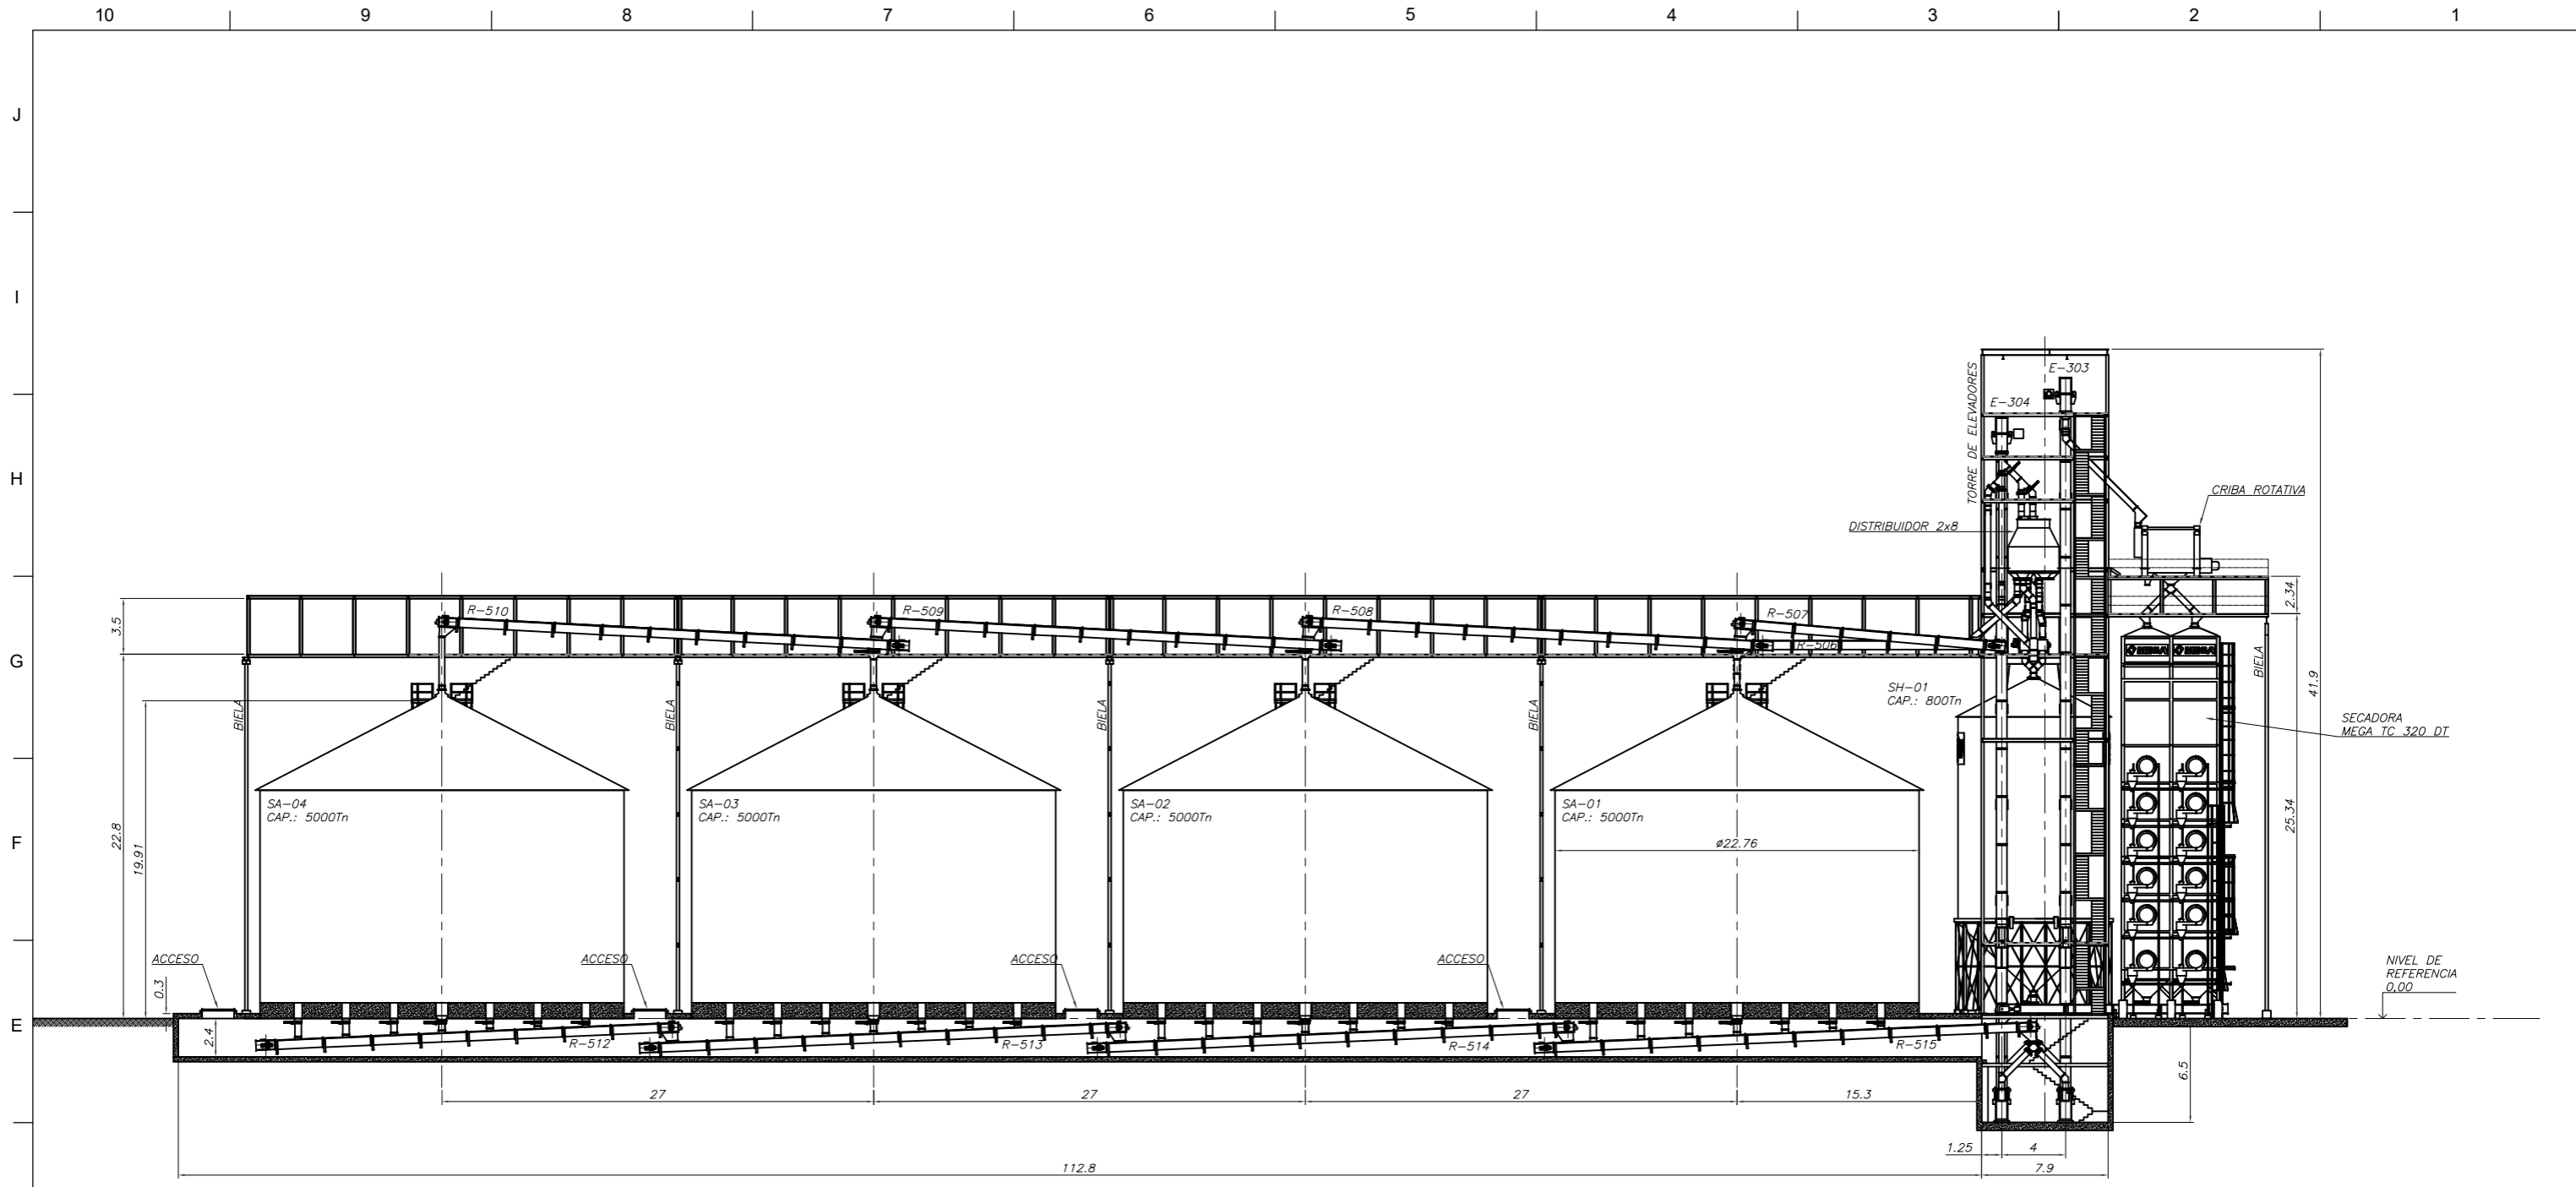 10 9 8 7 6 5 4 3 2 1
J
I
H
G
F
E
TORRE DE ELEVADORES
E-303
E-304
CRIBA ROTATIVA
DISTRIBUIDOR 2x8
R-510
R-509
R-508
R-507
R-506
3.5
2.34
41.9
BIELA
BIELA
BIELA
BIELA
BIELA
SH-01
CAP.: 800Tn
SECADORA
MEGA TC 320 DT
22.8
19.91
SA-04
CAP.: 5000Tn
SA-03
CAP.: 5000Tn
SA-02
CAP.: 5000Tn
SA-01
CAP.: 5000Tn
ø22.76
25.34
ACCESO
ACCESO
ACCESO
ACCESO
NIVEL DE
REFERENCIA
0,00
0.3
2.4
R-512
R-513
R-514
R-515
6.5
27
27
27
15.3
1.25
4
112.8
7.9